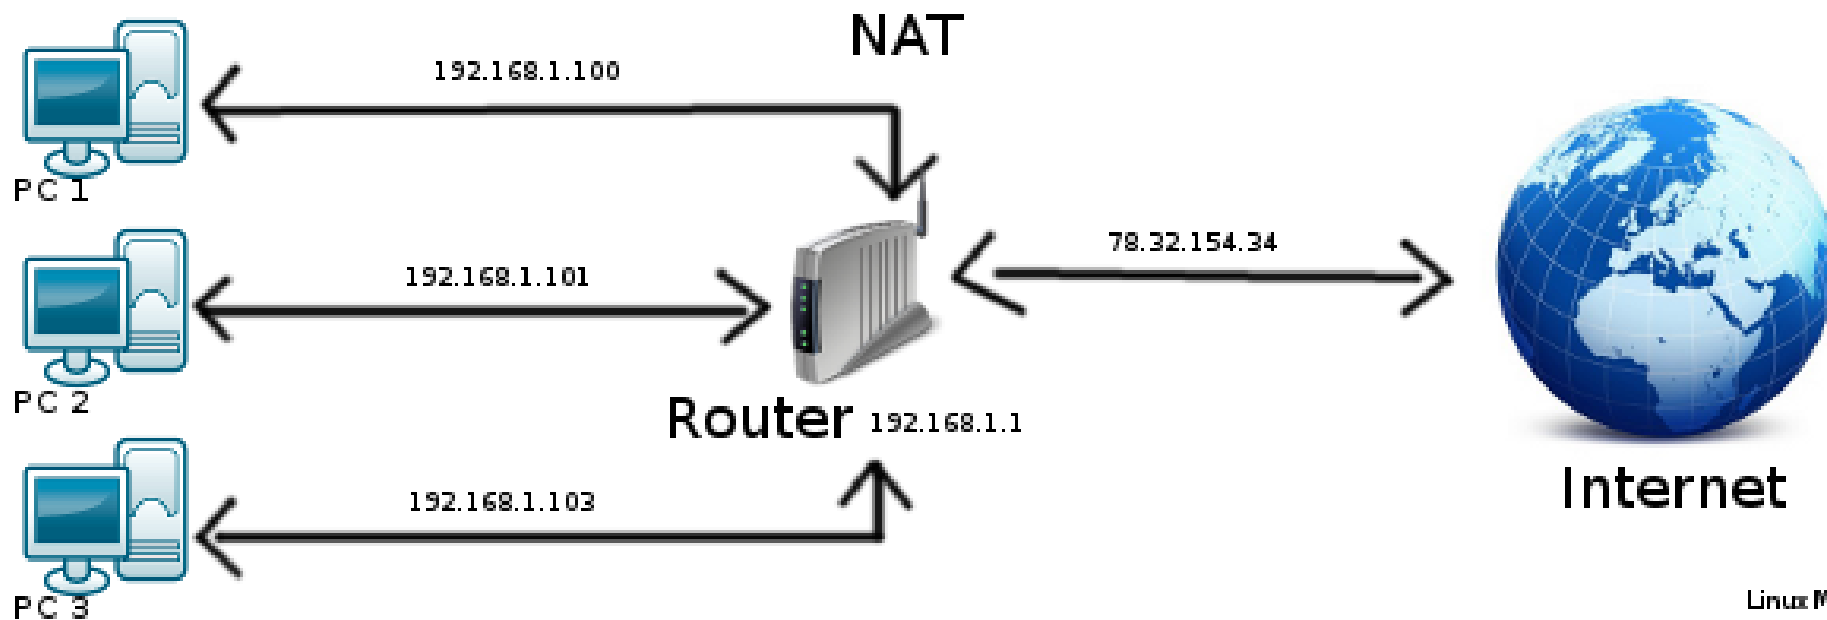 NAT
192.168.1.100
PC 1
78.32.154.34
192.168.1.101
PC 2
Router 192.168.1.1
192.168.1.103
Internet
PC 3
Linux